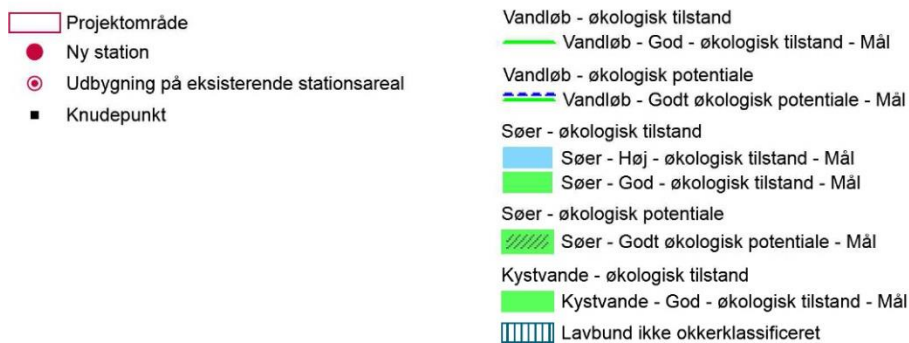 Projektområde
Ny station
Udbygning på eksisterende stationsareal
Knudepunkt
Vandløb - økologisk tilstand
Vandløb - God - økologisk tilstand - Mål
Vandløb - økologisk potentiale
Vandløb - Godt økologisk potentiale - Mål
Søer - økologisk tilstand
Søer - Høj - økologisk tilstand - Mål
Søer - God - økologisk tilstand - Mål
Søer - økologisk potentiale
Søer - Godt økologisk potentiale - Mål
Kystvande - økologisk tilstand
Kystvande - God - økologisk tilstand - Mål
Lavbund ikke okkerklassificeret